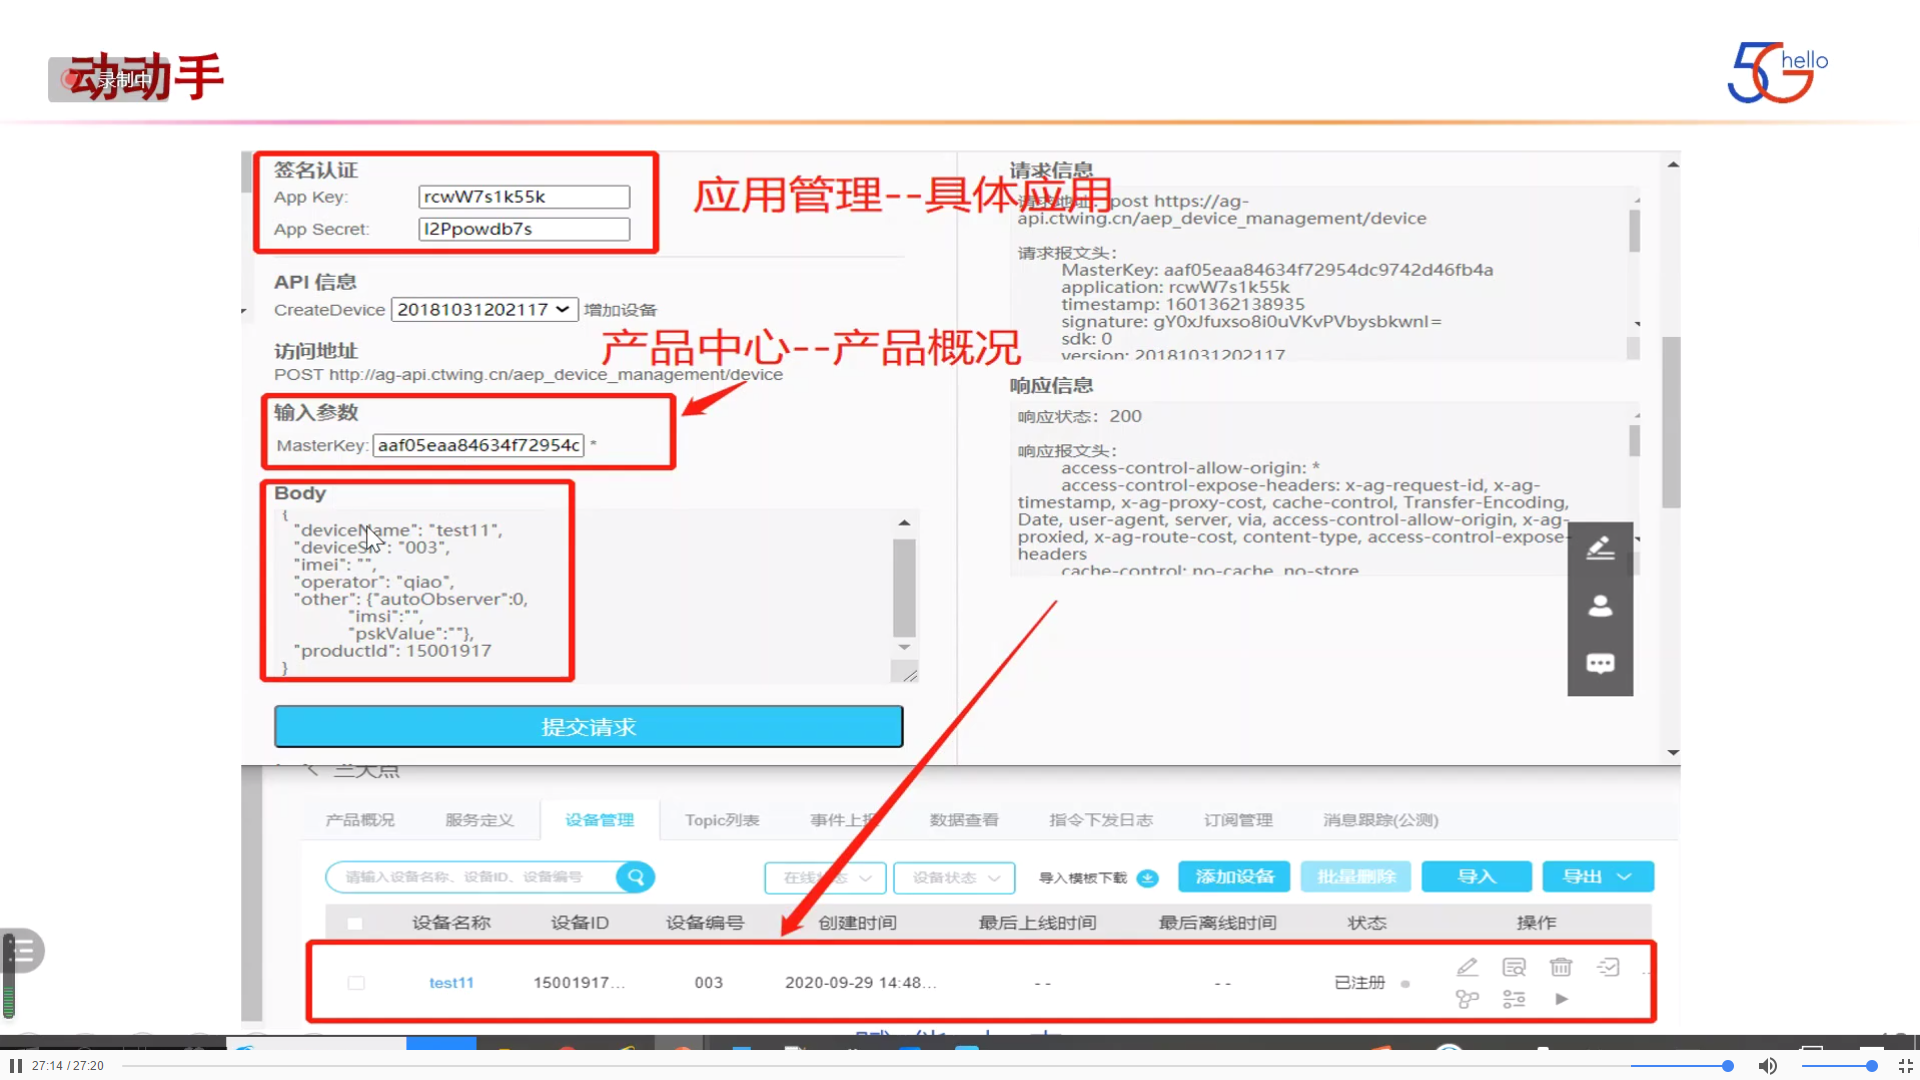 动动手
录制中
5G hello
签名认证
App Key: rcwW7s1k55k
App Secret: l2Ppowdb7s
应用管理--具体应用
API 信息
CreateDevice 20181031202117 增加设备
访问地址
POST http://ag-api.ctwing.cn/aep_device_management/device
产品中心--产品概况
输入参数
MasterKey: aaf05eaa84634f72954c *
Body
{
"deviceName": "test11",
"deviceSn": "003",
"imei": "",
"operator": "qiao",
"other": {"autoObserver":0,
"imsi":"",
"pskValue":""},
"productId": 15001917
}
提交请求
请求信息
请求地址: post https://ag-
api.ctwing.cn/aep_device_management/device
请求报文头:
MasterKey: aaf05eaa84634f72954dc9742d46fb4a
application: rcwW7s1k55k
timestamp: 1601362138935
signature: gY0xJfuxso8i0uVKvPVbysbkwnI=
sdk: 0
version: 20181031202117
响应信息
响应状态: 200
响应报文头:
access-control-allow-origin: *
access-control-expose-headers: x-ag-request-id, x-ag-
timestamp, x-ag-proxy-cost, cache-control, Transfer-Encoding,
Date, user-agent, server, via, access-control-allow-origin, x-ag-
proxied, x-ag-route-cost, content-type, access-control-expose-
headers
cache-control: no-cache, no-store
产品概况 服务定义 设备管理 Topic列表 事件上报 数据查看 指令下发日志 订阅管理 消息跟踪(公测)
请输入设备名称、设备ID、设备编号 在线状态 设备状态 导入模板下载 添加设备 批量删除 导入 导出
设备名称 设备ID 设备编号 创建时间 最后上线时间 最后离线时间 状态 操作
test11 15001917... 003 2020-09-29 14:48... -- -- 已注册
27:14 / 27:20